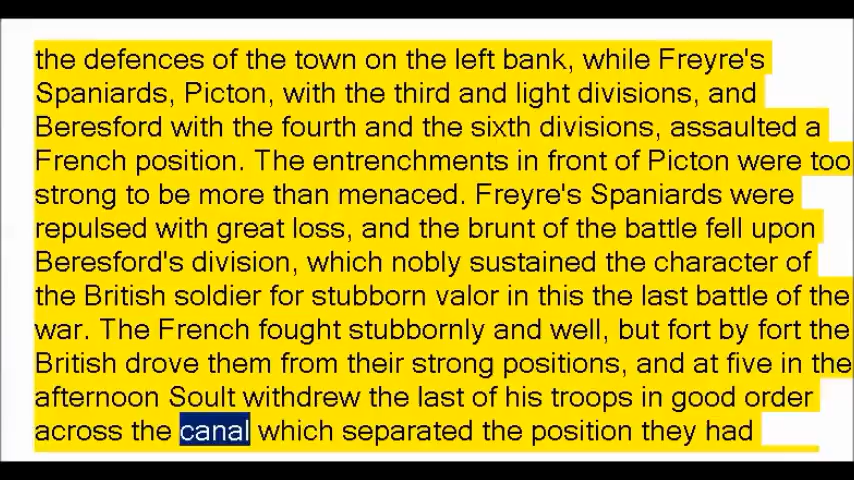 the defences of the town on the left bank, while Freyre's
Spaniards, Picton, with the third and light divisions, and
Beresford with the fourth and the sixth divisions, assaulted a
French position. The entrenchments in front of Picton were too
strong to be more than menaced. Freyre's Spaniards were
repulsed with great loss, and the brunt of the battle fell upon
Beresford's division, which nobly sustained the character of
the British soldier for stubborn valor in this the last battle of the
war. The French fought stubbornly and well, but fort by fort the
British drove them from their strong positions, and at five in the
afternoon Soult withdrew the last of his troops in good order
across the canal which separated the position they had